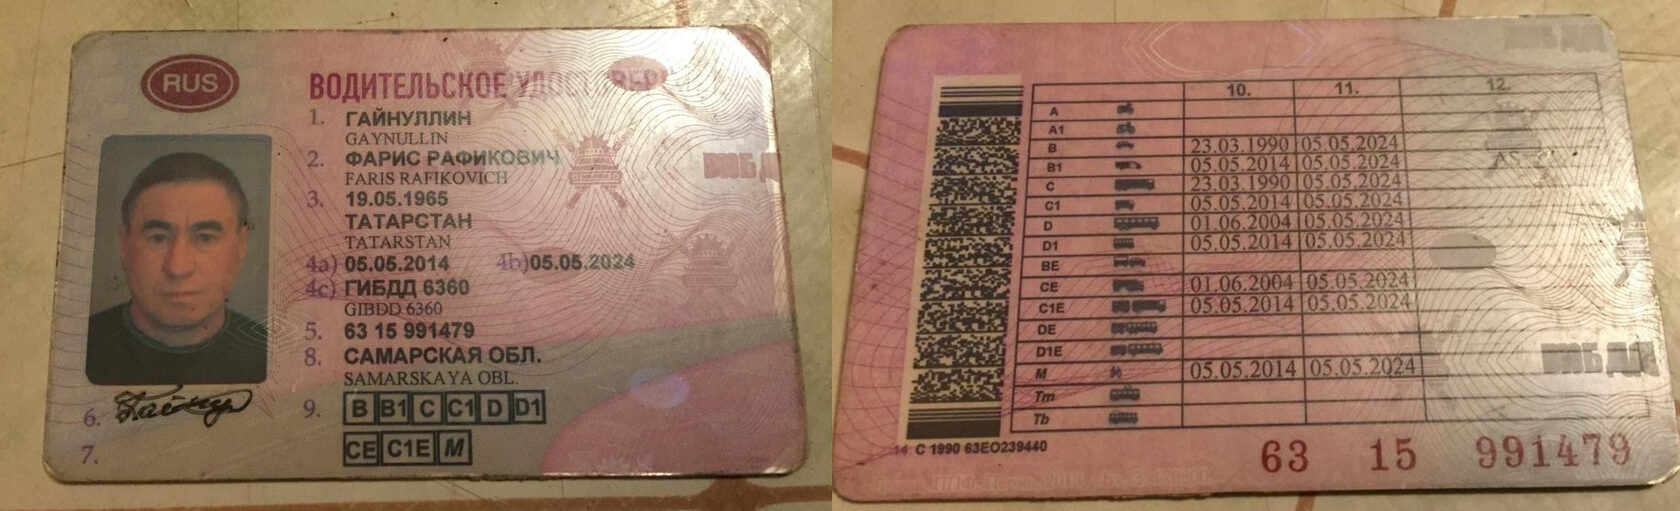 RUS
ВОДИТЕЛЬСКОЕ
1. ГАЙНУЛЛИН
GAYNULLIN
2. ФАРИС РАФИКОВИЧ
FARIS RAFIKOVICH
3. 19.05.1965
ТАТАРСТАН
TATARSTAN
4a) 05.05.2014 4b) 05.05.2024
4c) ГИБДД 6360
GIBDD 6360
5. 63 15 991479
8. САМАРСКАЯ ОБЛ.
SAMARSKAYA OBL.
6.
9. B B1 C C1 D D1
7.
CE C1E M
10. 11. 12.
A
A1
B 23.03.1990 05.05.2024
B1 05.05.2014 05.05.2024
C 23.03.1990 05.05.2024
C1 05.05.2014 05.05.2024
D 01.06.2004 05.05.2024
D1 05.05.2014 05.05.2024
BE
CE 01.06.2004 05.05.2024
C1E 05.05.2014 05.05.2024
DE
D1E
M 05.05.2014 05.05.2024
Tm
Tb
14 С 1990 63ЕО239440
63 15 991479